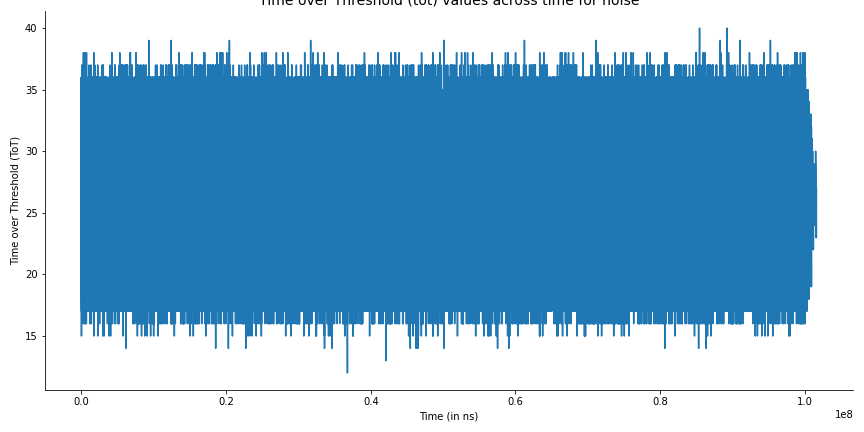 Time over Threshold (tot) values across time for noise
40
35
30
25
20
15
Time over Threshold (ToT)
0.0 0.2 0.4 0.6 0.8 1.0
1e8
Time (in ns)